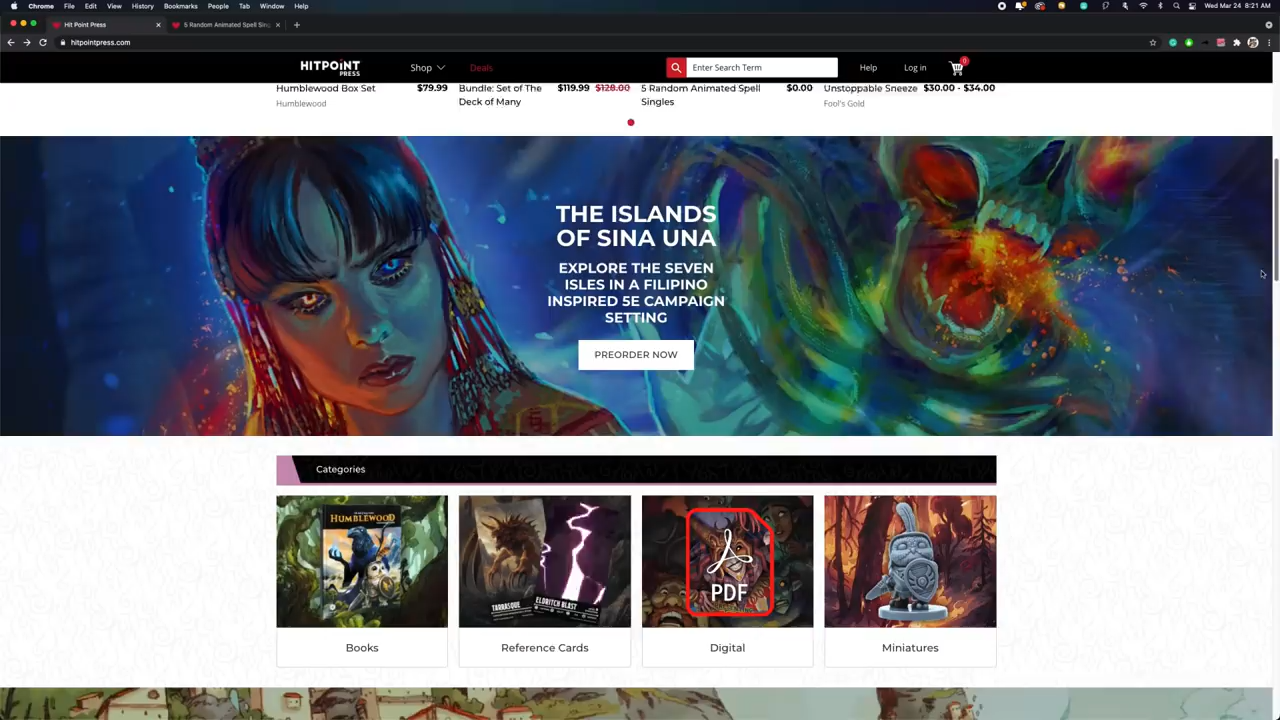 Chrome File Edit View History Bookmarks People Tab Window Help Wed Mar 24 8:21 AM
Hit Point Press 5 Random Animated Spell Sing
hitpointpress.com
HITPOINT PRESS Shop Deals Enter Search Term Help Log in 0
Humblewood Box Set $79.99 Bundle: Set of The $119.99 $128.00 5 Random Animated Spell $0.00 Unstoppable Sneeze $30.00 - $34.00
Humblewood Deck of Many Singles Fool's Gold
THE ISLANDS
OF SINA UNA
EXPLORE THE SEVEN
ISLES IN A FILIPINO
INSPIRED 5E CAMPAIGN
SETTING
PREORDER NOW
Categories
HUMBLEWOOD TARRASQUE ELDRITCH BLAST PDF
Books Reference Cards Digital Miniatures